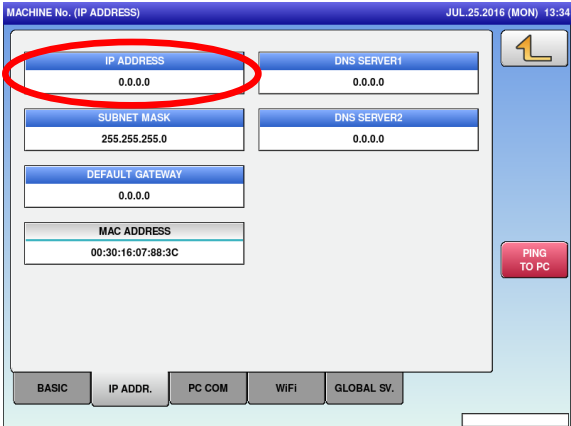 MACHINE No. (IP ADDRESS)
JUL.25.2016 (MON) 13:34
IP ADDRESS
0.0.0.0
DNS SERVER1
0.0.0.0
SUBNET MASK
255.255.255.0
DNS SERVER2
0.0.0.0
DEFAULT GATEWAY
0.0.0.0
MAC ADDRESS
00:30:16:07:88:3C
PING
TO PC
BASIC
IP ADDR.
PC COM
WiFi
GLOBAL SV.